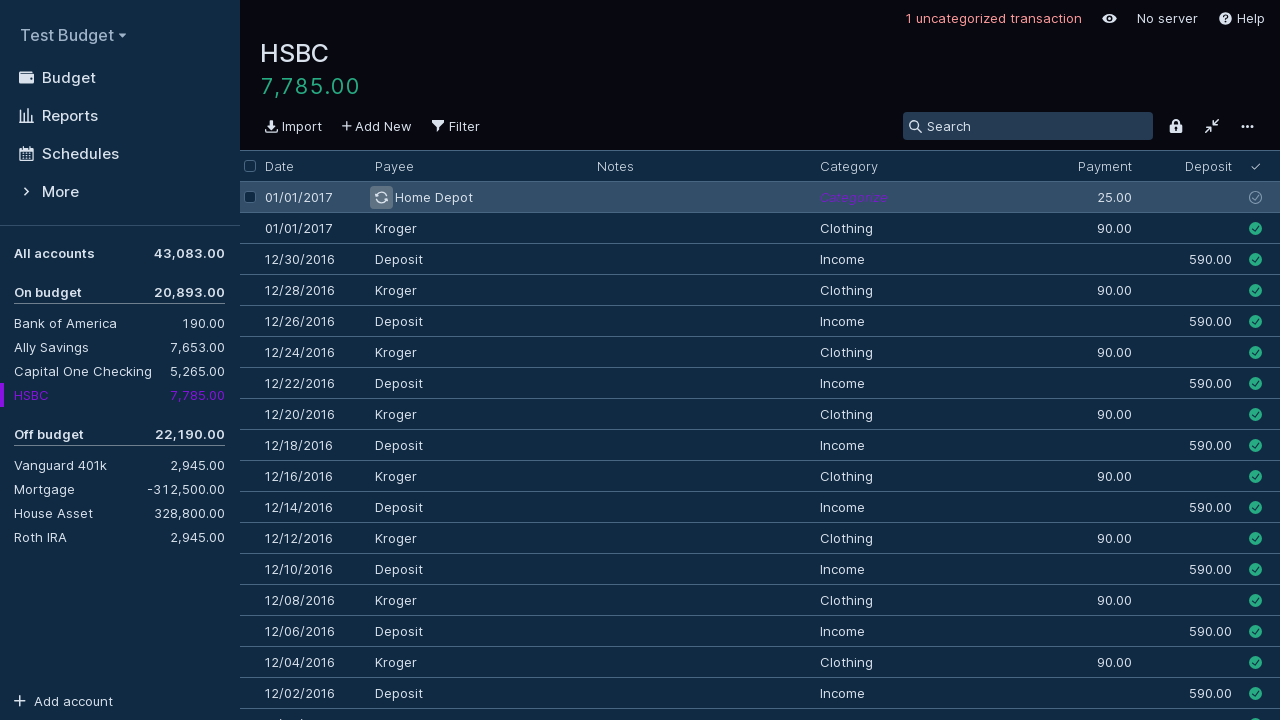 Test Budget
Budget
Reports
Schedules
More
All accounts 43,083.00
On budget 20,893.00
Bank of America 190.00
Ally Savings 7,653.00
Capital One Checking 5,265.00
HSBC 7,785.00
Off budget 22,190.00
Vanguard 401k 2,945.00
Mortgage -312,500.00
House Asset 328,800.00
Roth IRA 2,945.00
Add account
1 uncategorized transaction No server Help
HSBC
7,785.00
Import Add New Filter Search
Date Payee Notes Category Payment Deposit
01/01/2017 Home Depot Categorize 25.00
01/01/2017 Kroger Clothing 90.00
12/30/2016 Deposit Income 590.00
12/28/2016 Kroger Clothing 90.00
12/26/2016 Deposit Income 590.00
12/24/2016 Kroger Clothing 90.00
12/22/2016 Deposit Income 590.00
12/20/2016 Kroger Clothing 90.00
12/18/2016 Deposit Income 590.00
12/16/2016 Kroger Clothing 90.00
12/14/2016 Deposit Income 590.00
12/12/2016 Kroger Clothing 90.00
12/10/2016 Deposit Income 590.00
12/08/2016 Kroger Clothing 90.00
12/06/2016 Deposit Income 590.00
12/04/2016 Kroger Clothing 90.00
12/02/2016 Deposit Income 590.00